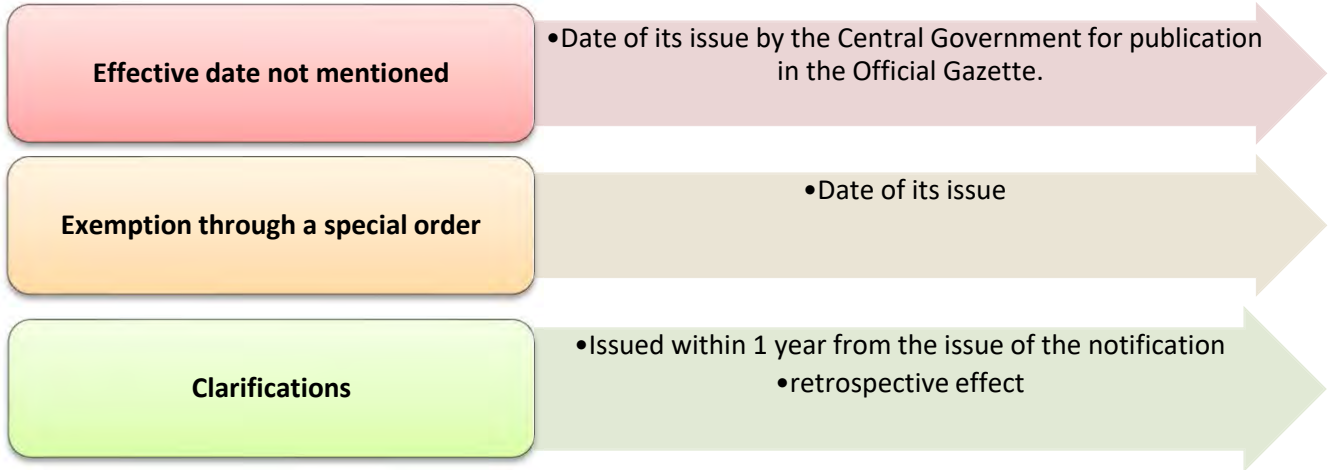 Effective date not mentioned
•Date of its issue by the Central Government for publication
in the Official Gazette.
Exemption through a special order
•Date of its issue
Clarifications
•Issued within 1 year from the issue of the notification
•retrospective effect